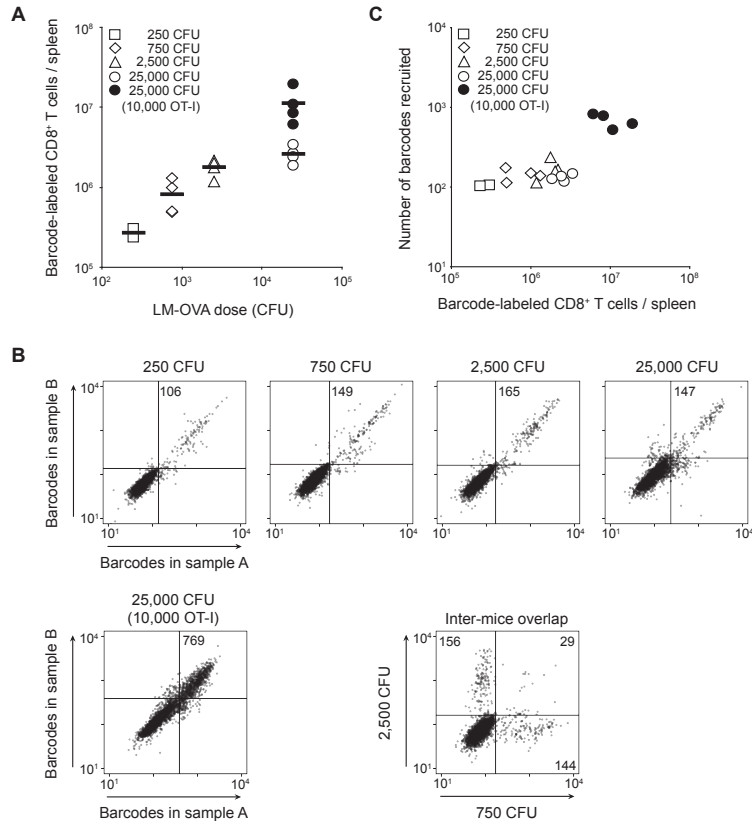 A
250 CFU
750 CFU
2,500 CFU
25,000 CFU
25,000 CFU
(10,000 OT-I)
Barcode-labeled CD8⁺ T cells / spleen
10⁷
10⁶
10⁵
10² 10³ 10⁴ 10⁵
LM-OVA dose (CFU)
C
250 CFU
750 CFU
2,500 CFU
25,000 CFU
25,000 CFU
(10,000 OT-I)
Number of barcodes recruited
10⁴
10³
10²
10¹
10⁵ 10⁶ 10⁷ 10⁸
Barcode-labeled CD8⁺ T cells / spleen
B
250 CFU
106
10⁴
10¹
10¹ 10⁴
Barcodes in sample B
Barcodes in sample A
750 CFU
149
10⁴
10¹
10¹ 10⁴
2,500 CFU
165
10⁴
10¹
10¹ 10⁴
25,000 CFU
147
10⁴
10¹
10¹ 10⁴
25,000 CFU
(10,000 OT-I)
769
10⁴
10¹
10¹ 10⁴
Barcodes in sample B
Barcodes in sample A
Inter-mice overlap
156 29
144
10⁴
10¹
10¹ 10⁴
2,500 CFU
750 CFU